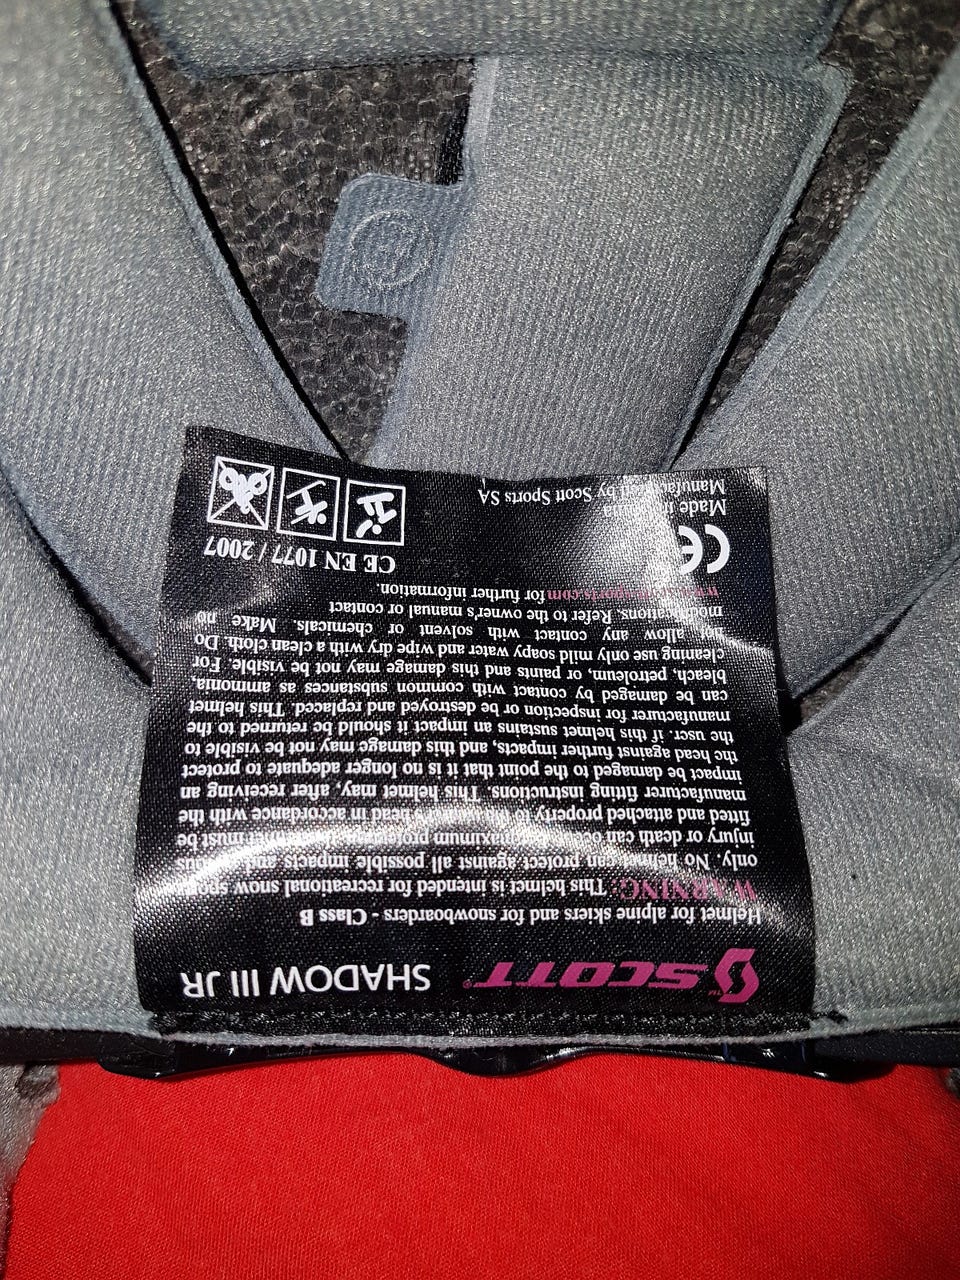 SCOTT® SHADOW III JR
Helmet for alpine skiers and for snowboarders - Class B
WARNING: This helmet is intended for recreational snow
only. No helmet can protect against all possible impacts and
injury or death can maximum must be
fitted and attached properly to the head in accordance with the
manufacturer fitting instructions. This helmet may, after receiving an
impact be damaged to the point that it is no longer adequate to protect
the head against further impacts, and this damage may not be visible to
the user. If this helmet sustains an impact it should be returned to the
manufacturer for inspection or be destroyed and replaced. This helmet
can be damaged by contact with common substances as ammonia,
bleach, petroleum, or paints and this damage may not be visible. For
cleaning use only mild soapy water and wipe dry with a clean cloth. Do
not allow any contact with solvent or chemicals. Make no
modifications. Refer to the owner's manual or contact
for further information.
CE
CE EN 1077 / 2007
Made in
Manufactured by Scott Sports SA